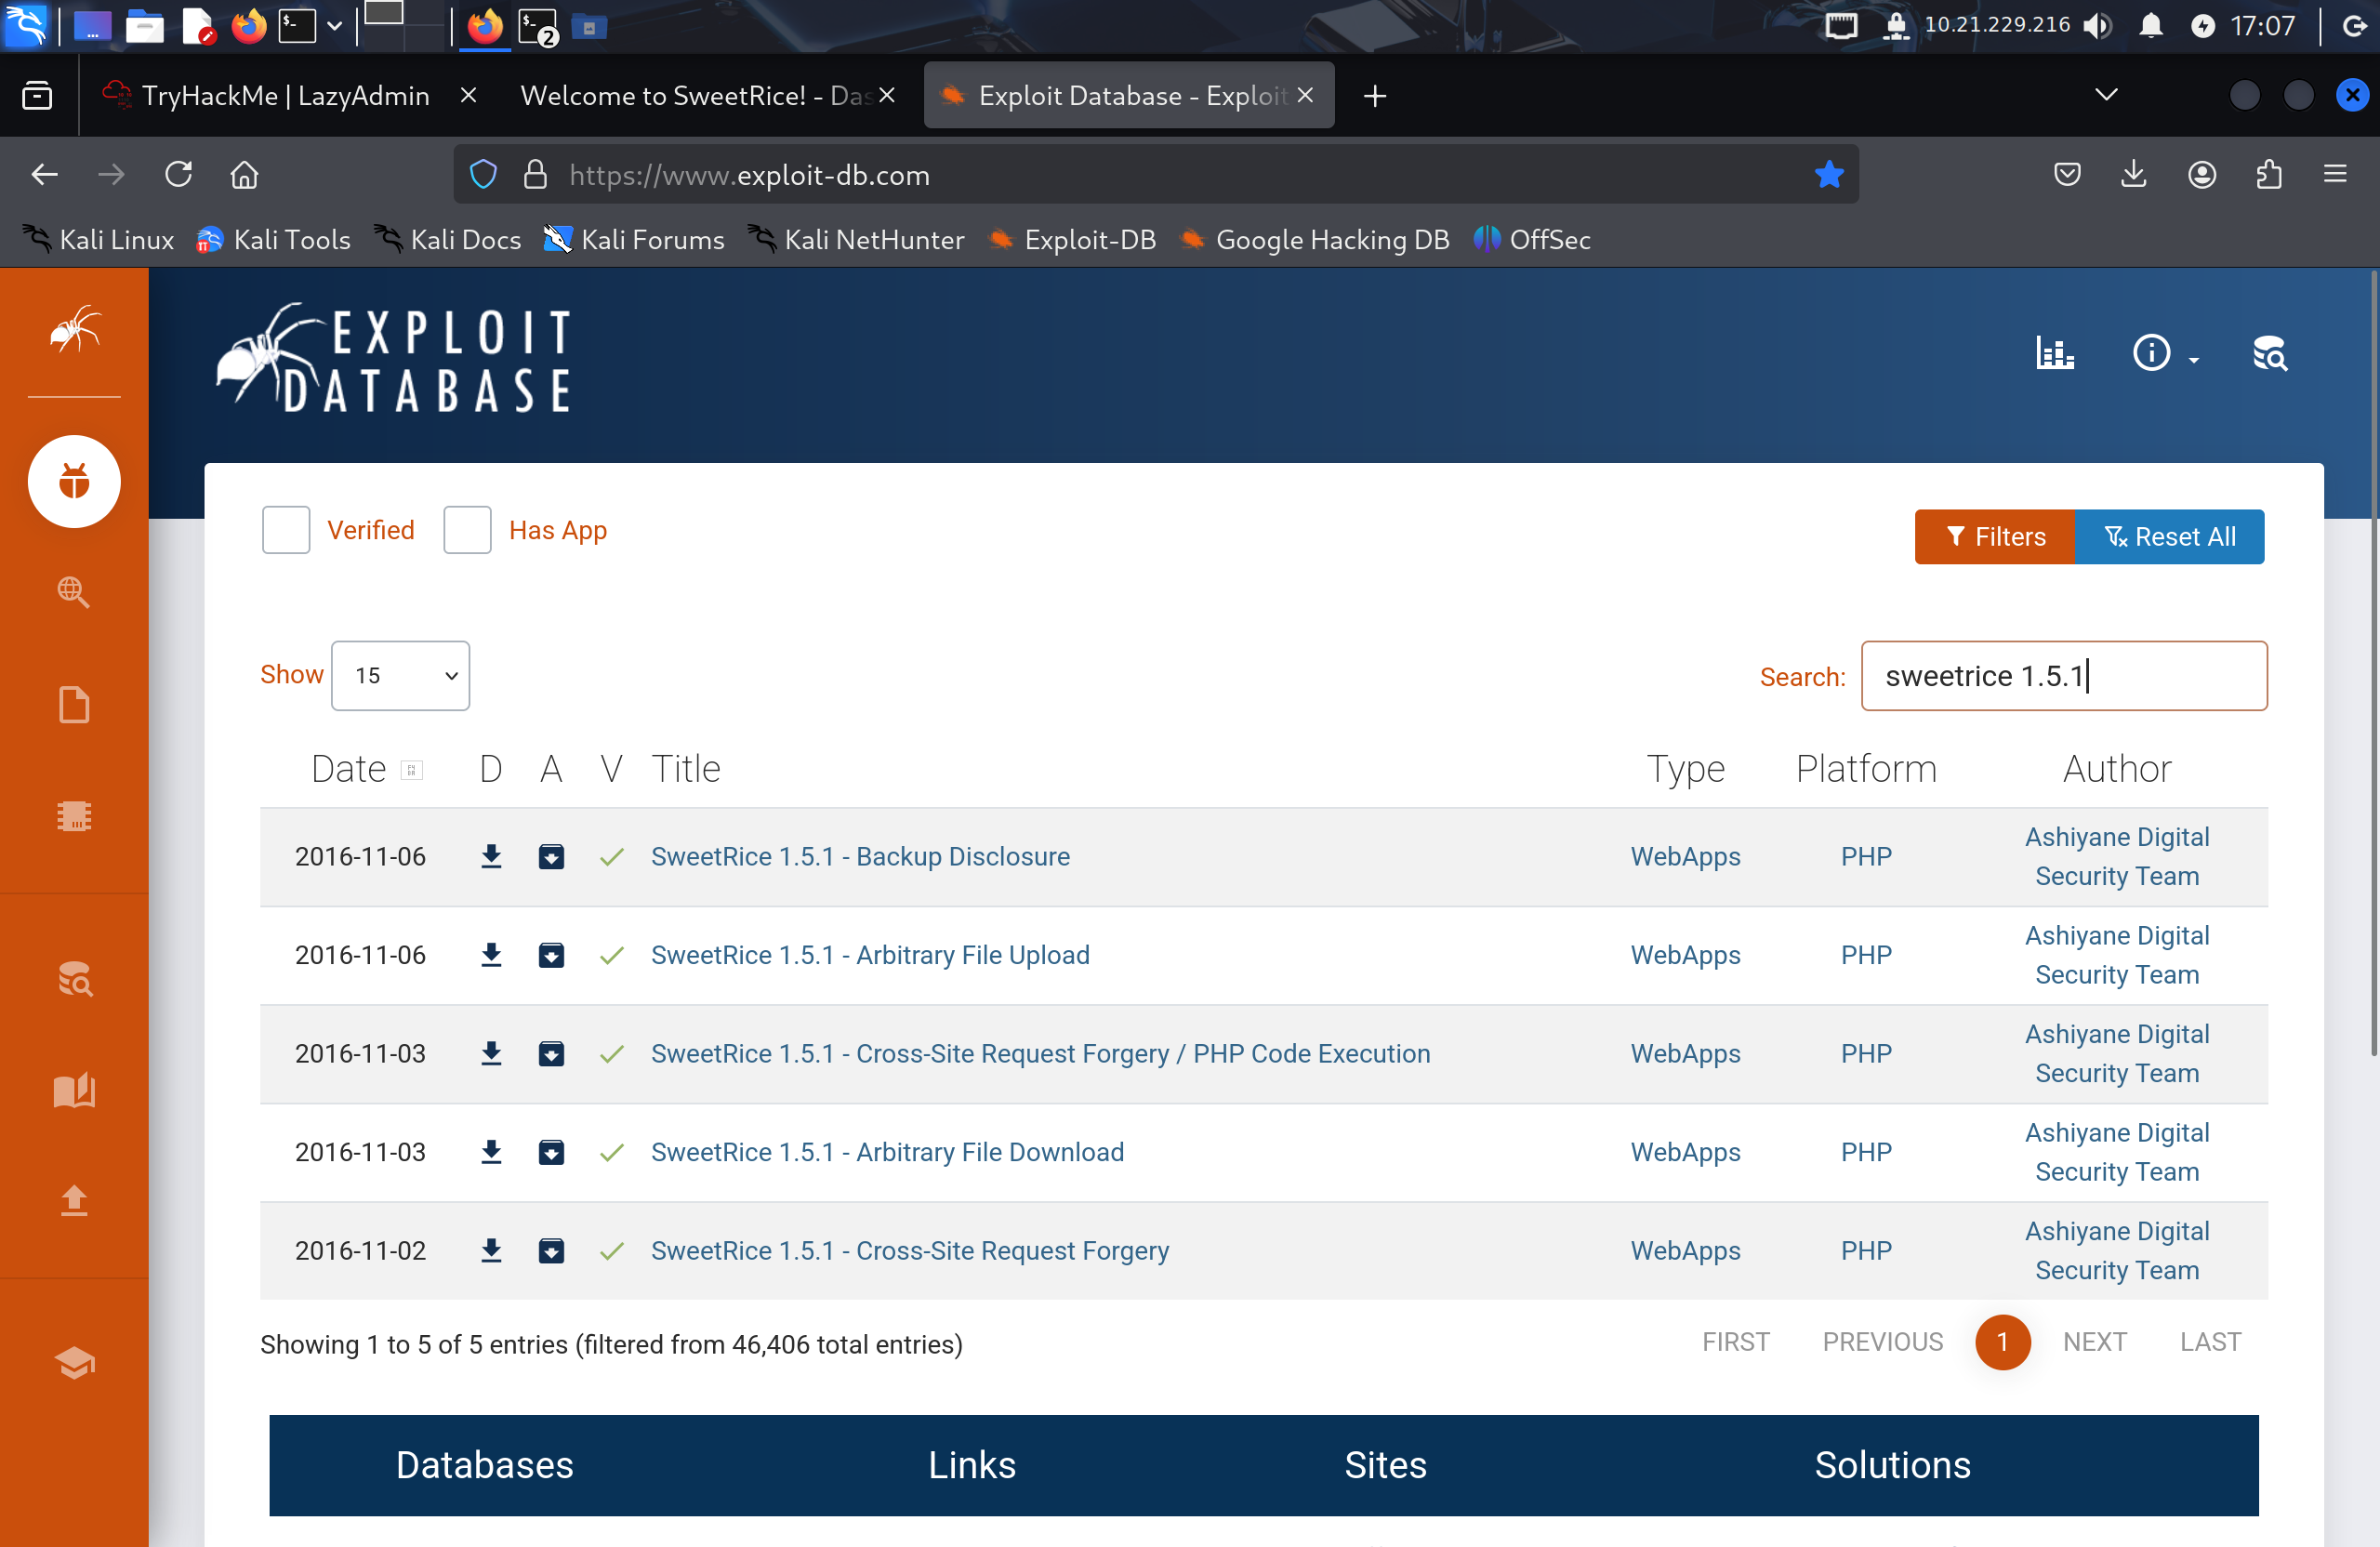 10.21.229.216 17:07
TryHackMe | LazyAdmin Welcome to SweetRice! - Das Exploit Database - Exploit
https://www.exploit-db.com
Kali Linux Kali Tools Kali Docs Kali Forums Kali NetHunter Exploit-DB Google Hacking DB OffSec
EXPLOIT
DATABASE
Verified Has App Filters Reset All
Show 15 Search: sweetrice 1.5.1
Date D A V Title Type Platform Author
2016-11-06 SweetRice 1.5.1 - Backup Disclosure WebApps PHP Ashiyane Digital
Security Team
2016-11-06 SweetRice 1.5.1 - Arbitrary File Upload WebApps PHP Ashiyane Digital
Security Team
2016-11-03 SweetRice 1.5.1 - Cross-Site Request Forgery / PHP Code Execution WebApps PHP Ashiyane Digital
Security Team
2016-11-03 SweetRice 1.5.1 - Arbitrary File Download WebApps PHP Ashiyane Digital
Security Team
2016-11-02 SweetRice 1.5.1 - Cross-Site Request Forgery WebApps PHP Ashiyane Digital
Security Team
Showing 1 to 5 of 5 entries (filtered from 46,406 total entries) FIRST PREVIOUS 1 NEXT LAST
Databases Links Sites Solutions